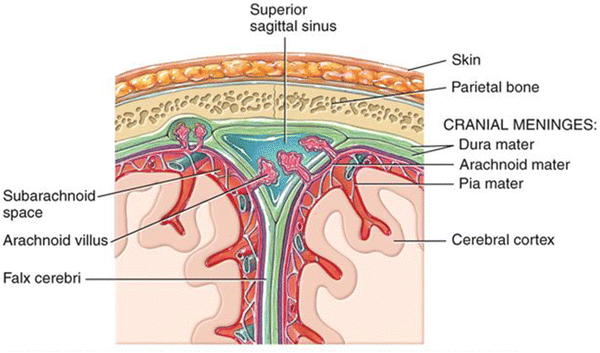 Superior
sagittal sinus
Skin
Parietal bone
CRANIAL MENINGES:
Dura mater
Arachnoid mater
Pia mater
Subarachnoid
space
Arachnoid villus
Cerebral cortex
Falx cerebri